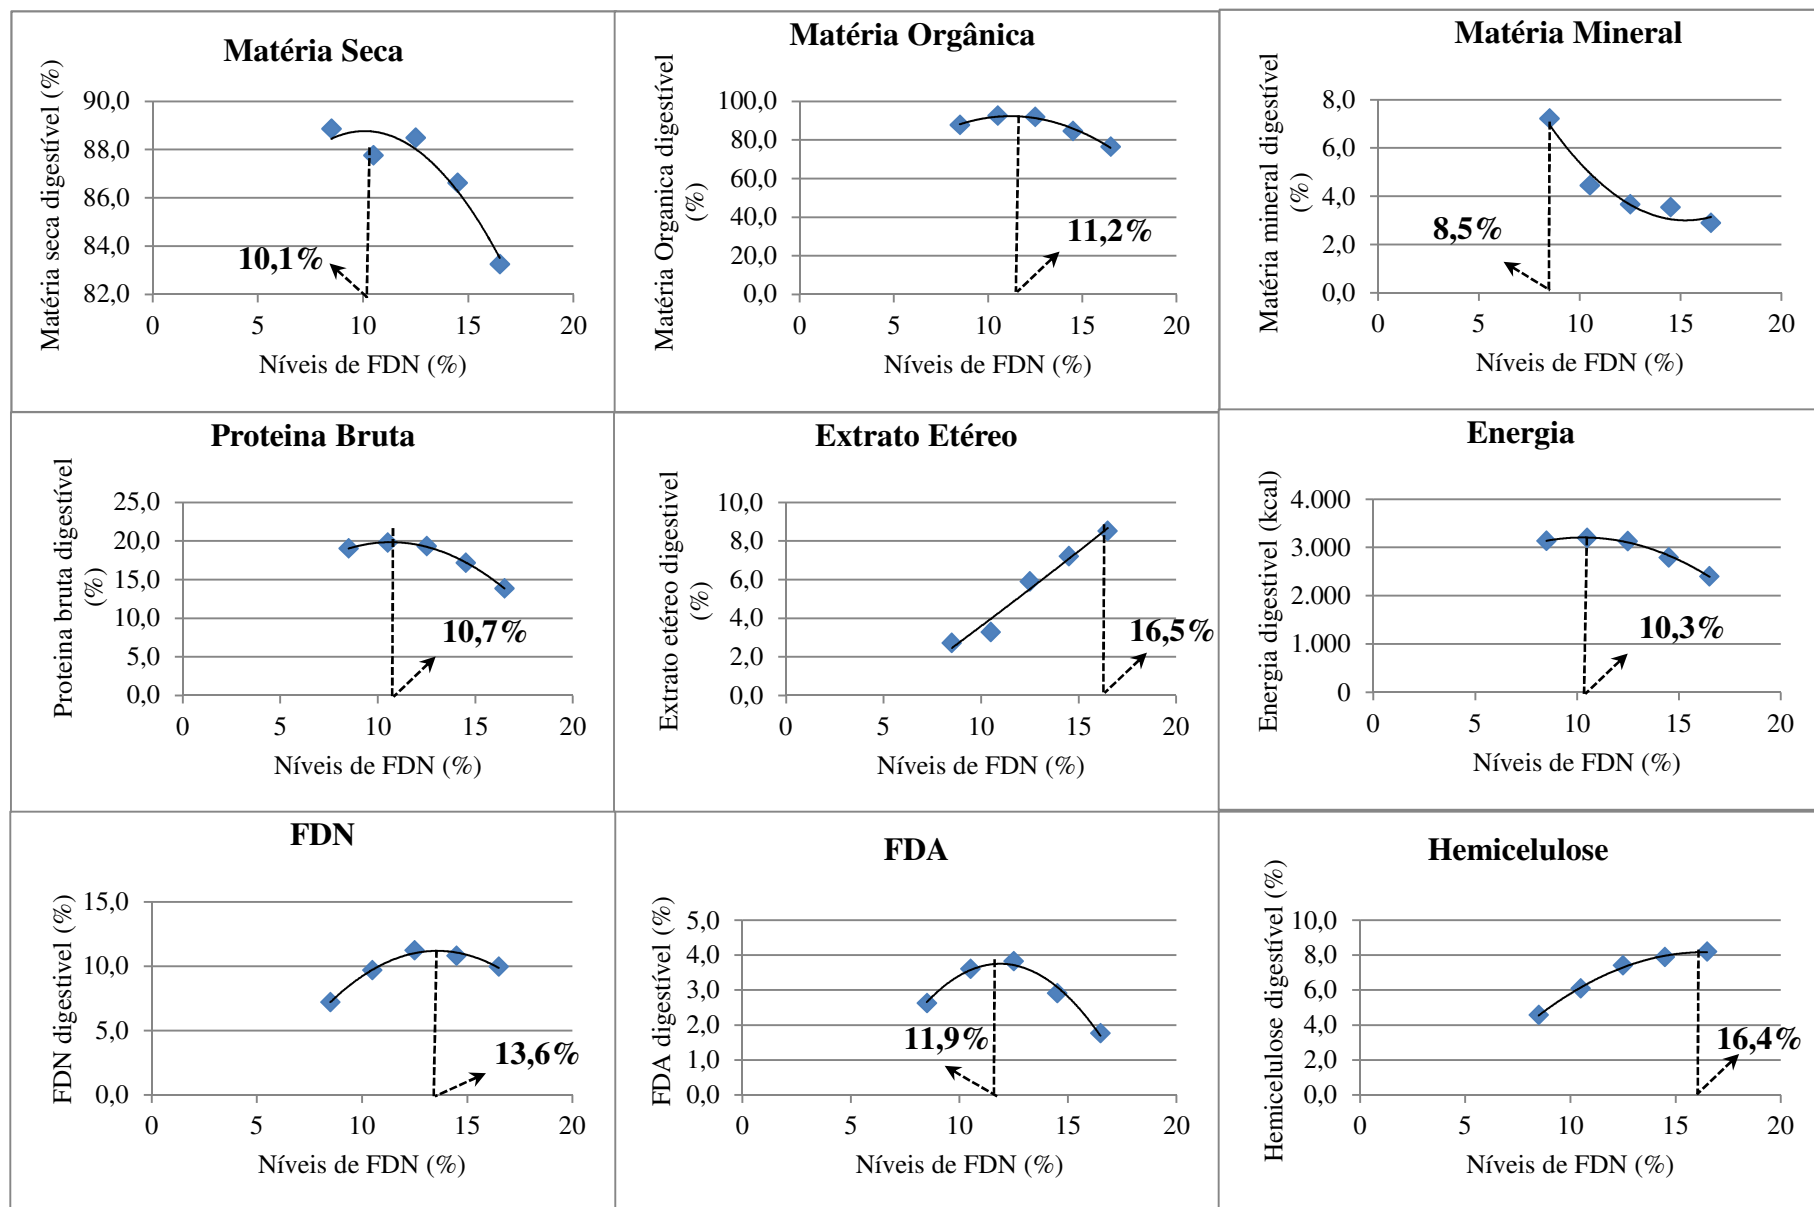 Matéria Seca
Matéria seca digestível (%)
90,0
88,0
86,0
84,0
82,0
10,1%
0 5 10 15 20
Níveis de FDN (%)
Matéria Orgânica
Matéria Organica digestível
(%)
100,0
80,0
60,0
40,0
20,0
0,0
11,2%
0 5 10 15 20
Níveis de FDN (%)
Matéria Mineral
Matéria mineral digestível
(%)
8,0
6,0
4,0
2,0
0,0
8,5%
0 5 10 15 20
Níveis de FDN (%)
Proteina Bruta
Proteina bruta digestível
(%)
25,0
20,0
15,0
10,0
5,0
0,0
10,7%
0 5 10 15 20
Níveis de FDN (%)
Extrato Etéreo
Extrato etéreo digestivel
(%)
10,0
8,0
6,0
4,0
2,0
0,0
16,5%
0 5 10 15 20
Níveis de FDN (%)
Energia
Energia digestivel (kcal)
4.000
3.000
2.000
1.000
0
10,3%
0 5 10 15 20
Níveis de FDN (%)
FDN
FDN digestivel (%)
15,0
10,0
5,0
0,0
13,6%
0 5 10 15 20
Níveis de FDN (%)
FDA
FDA digestível (%)
5,0
4,0
3,0
2,0
1,0
0,0
11,9%
0 5 10 15 20
Níveis de FDN (%)
Hemicelulose
Hemicelulose digestível (%)
10,0
8,0
6,0
4,0
2,0
0,0
16,4%
0 5 10 15 20
Níveis de FDN (%)